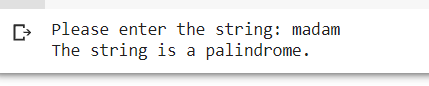 Please enter the string: madam
The string is a palindrome.